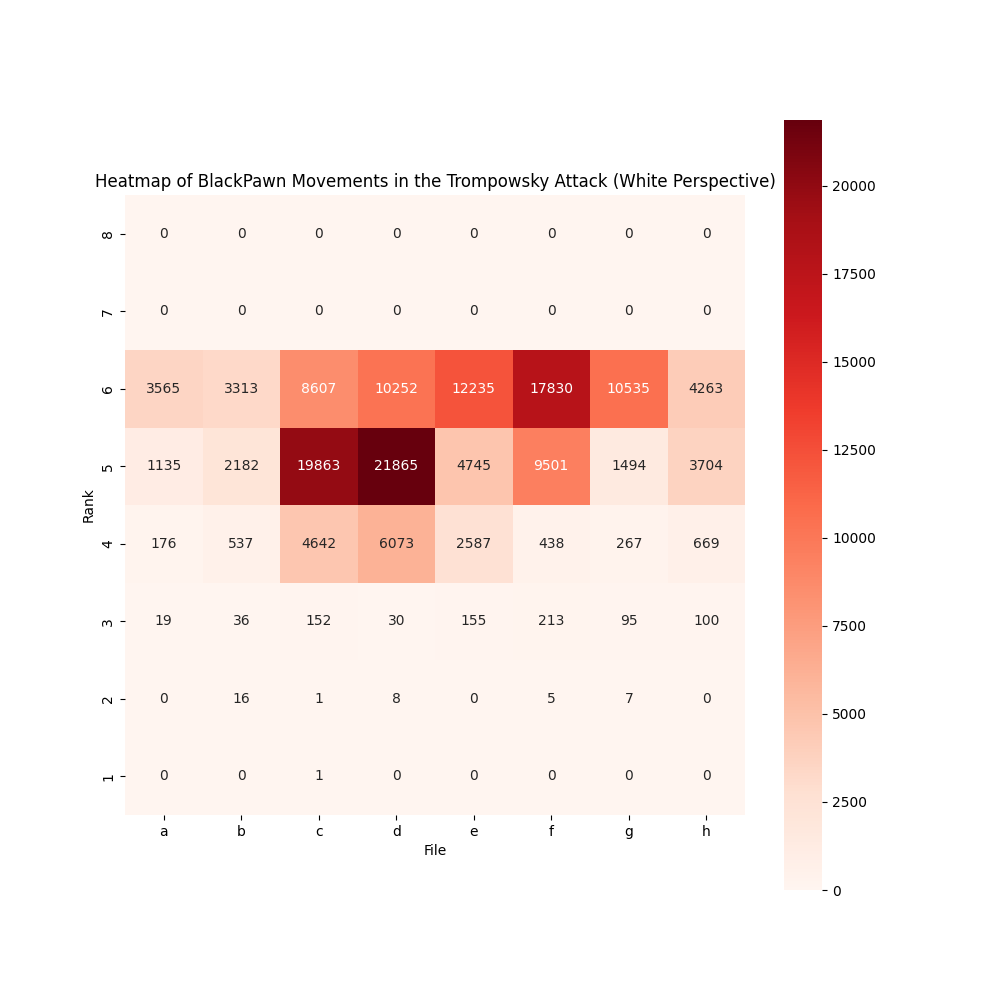 Heatmap of BlackPawn Movements in the Trompowsky Attack (White Perspective)
8 0 0 0 0 0 0 0 0
7 0 0 0 0 0 0 0 0
6 3565 3313 8607 10252 12235 17830 10535 4263
5 1135 2182 19863 21865 4745 9501 1494 3704
Rank
4 176 537 4642 6073 2587 438 267 669
3 19 36 152 30 155 213 95 100
2 0 16 1 8 0 5 7 0
1 0 0 1 0 0 0 0 0
a b c d e f g h
File
20000
17500
15000
12500
10000
7500
5000
2500
0